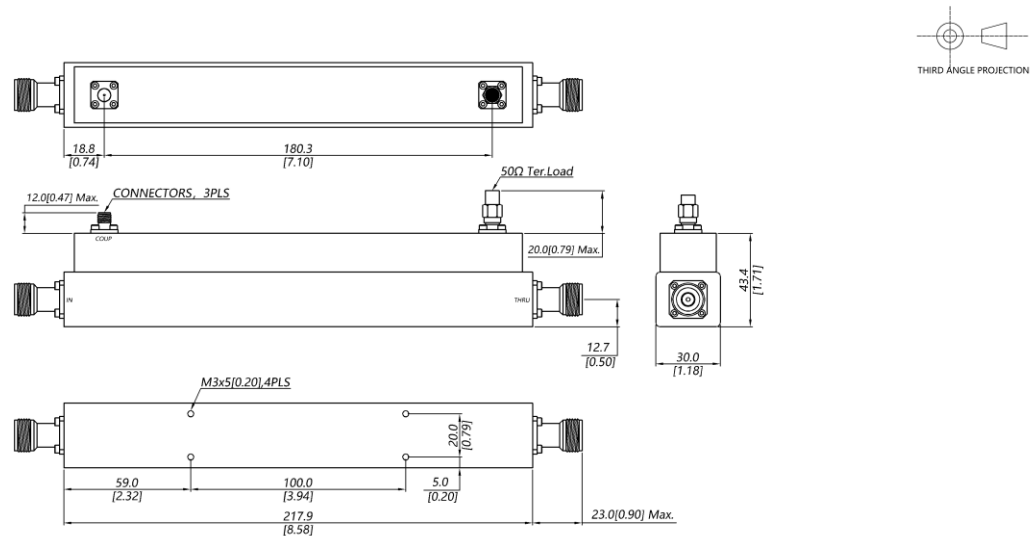 THIRD ANGLE PROJECTION
18.8
[0.74]
180.3
[7.10]
50Ω Ter.Load
12.0[0.47] Max.
CONNECTORS, 3PLS
COUP
20.0[0.79] Max.
IN
THRU
43.4
[1.71]
12.7
[0.50]
30.0
[1.18]
M3x5[0.20],4PLS
20.0
[0.79]
59.0
[2.32]
100.0
[3.94]
5.0
[0.20]
217.9
[8.58]
23.0[0.90] Max.